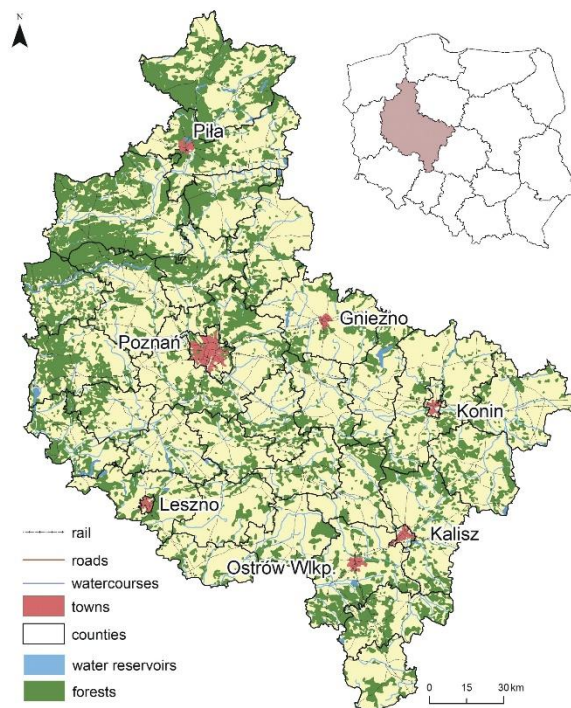 N
Piła
Gniezno
Poznań
Konin
Leszno
Kalisz
Ostrów Wlkp.
rail
roads
watercourses
towns
counties
water reservoirs
forests
0 15 30 km